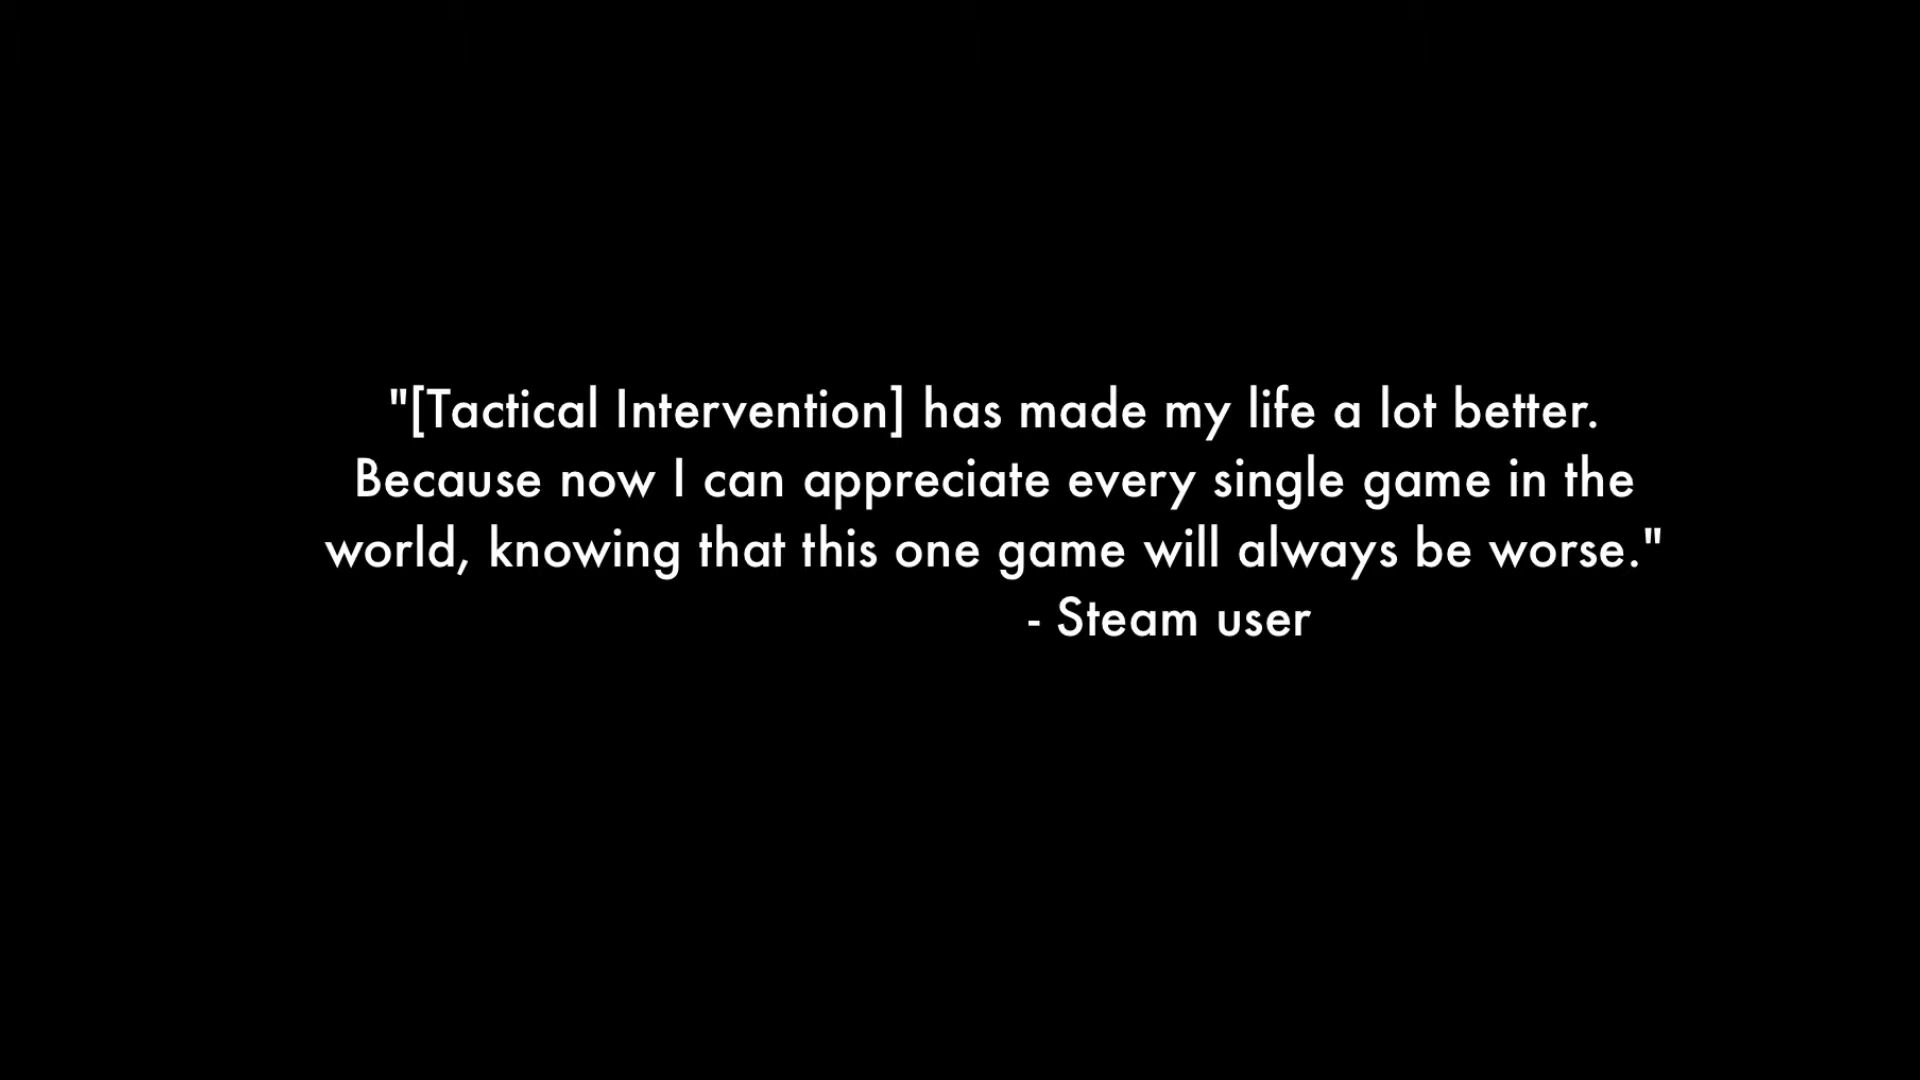 "[Tactical Intervention] has made my life a lot better.
Because now I can appreciate every single game in the
world, knowing that this one game will always be worse."
- Steam user